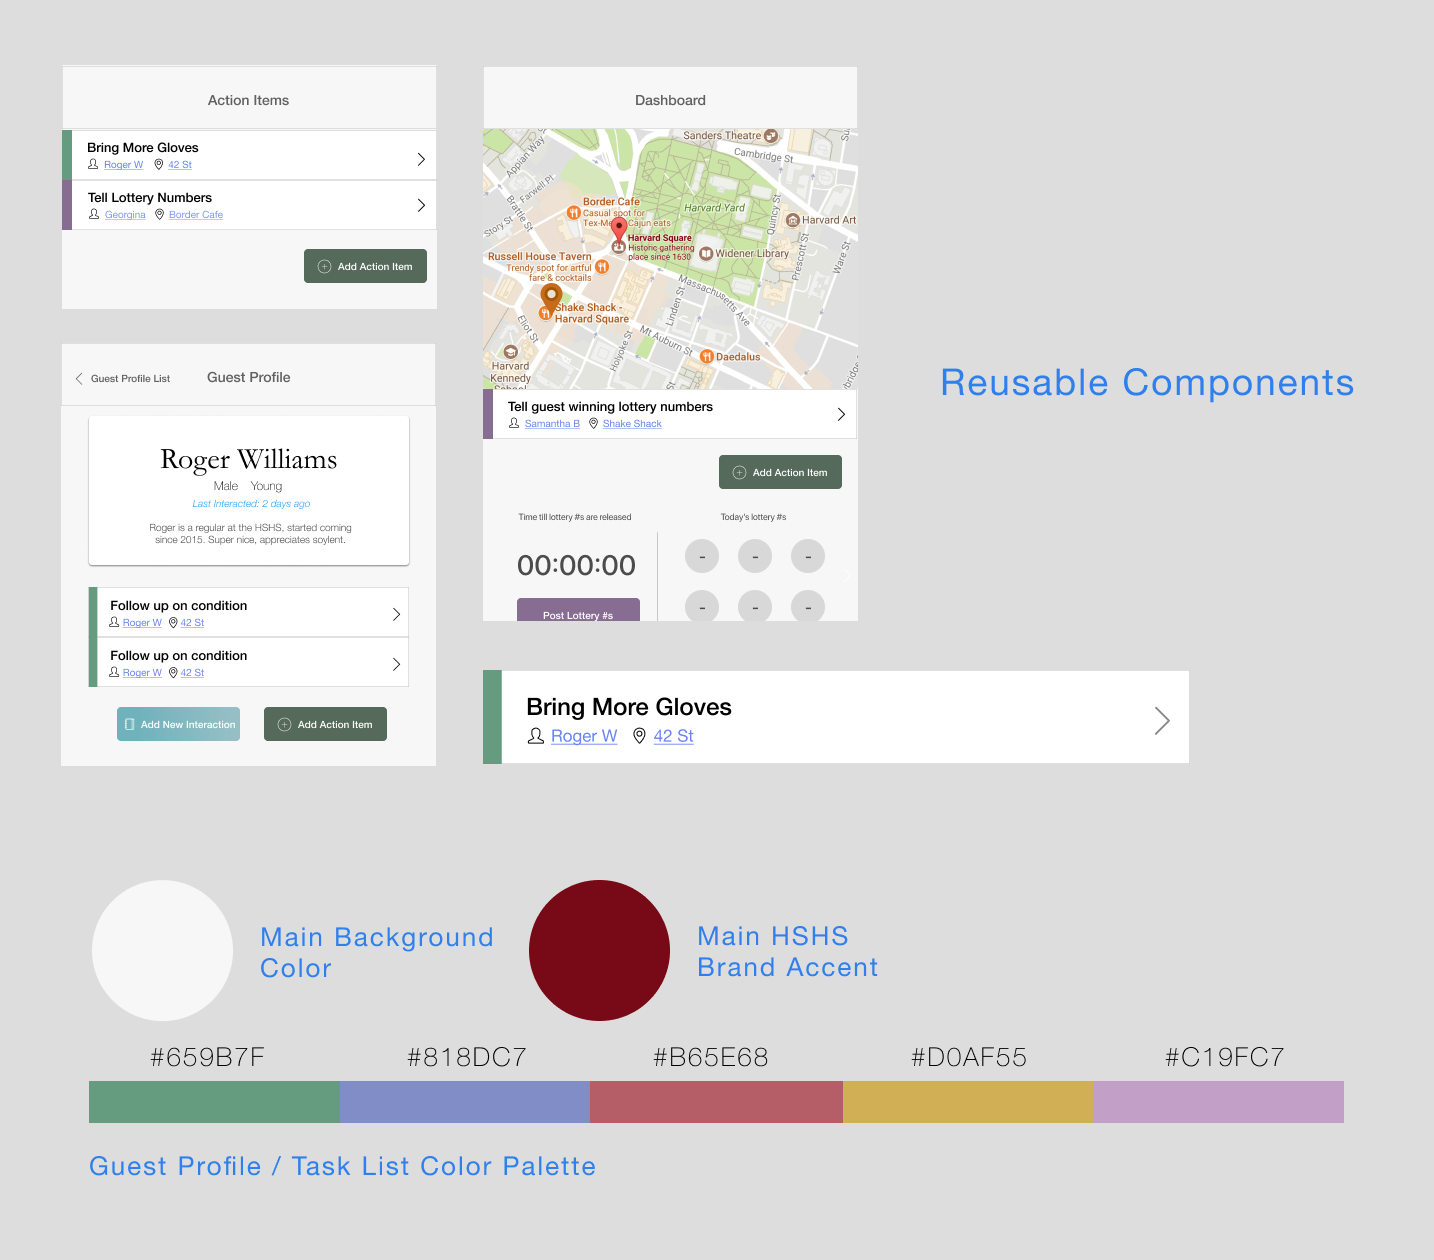 Action Items
Bring More Gloves
Roger W 42 St
Tell Lottery Numbers
Georgina Border Cafe
Add Action Item
Guest Profile List
Guest Profile
Roger Williams
Male Young
Last Interacted: 2 days ago
Roger is a regular at the HSHS, started coming
since 2015. Super nice, appreciates soylent.
Follow up on condition
Roger W 42 St
Follow up on condition
Roger W 42 St
Add New Interaction
Add Action Item
Dashboard
Sanders Theatre
Cambridge St
Appian Way
Farwell Pl
Brattle St
Story St
Border Cafe
Casual spot for
Tex-Mex, Cajun eats
Harvard Yard
Quincy St
Harvard Art
Harvard Square
Historic gathering
place since 1630
Widener Library
Prescott St
Ware St
Russell House Tavern
Trendy spot for artful
fare & cocktails
Massachusetts Ave
Linden St
Shake Shack -
Harvard Square
Eliot St
Holyoke St
Mt Auburn St
Daedalus
Harvard
Kennedy
School
Tell guest winning lottery numbers
Samantha B Shake Shack
Add Action Item
Time till lottery #s are released
Today's lottery #s
00:00:00
- - -
Post Lottery #s
- - -
Reusable Components
Bring More Gloves
Roger W 42 St
Main Background
Color
Main HSHS
Brand Accent
#659B7F #818DC7 #B65E68 #D0AF55 #C19FC7
Guest Profile / Task List Color Palette